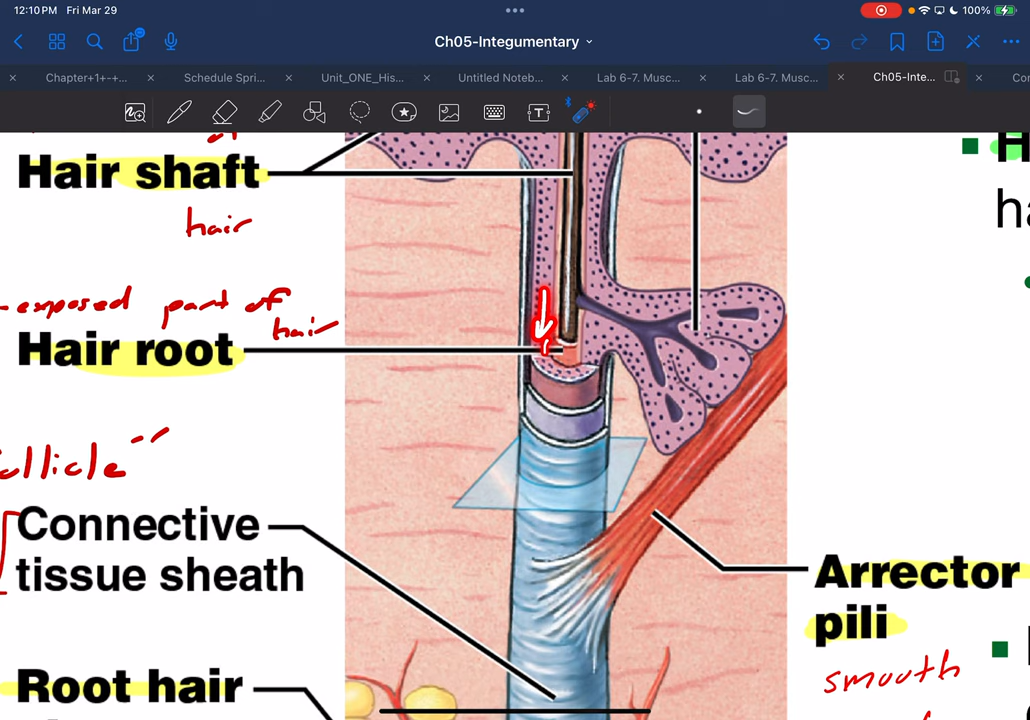 12:10 PM Fri Mar 29
100%
Ch05-Integumentary
Chapter+1+-+...
Schedule Spri...
Unit_ONE_His...
Untitled Noteb...
Lab 6-7. Musc...
Lab 6-7. Musc...
Ch05-Inte...
Hair shaft
hair
-exposed part of
hair
Hair root
Connective
tissue sheath
Arrector
pili
smooth
Root hair